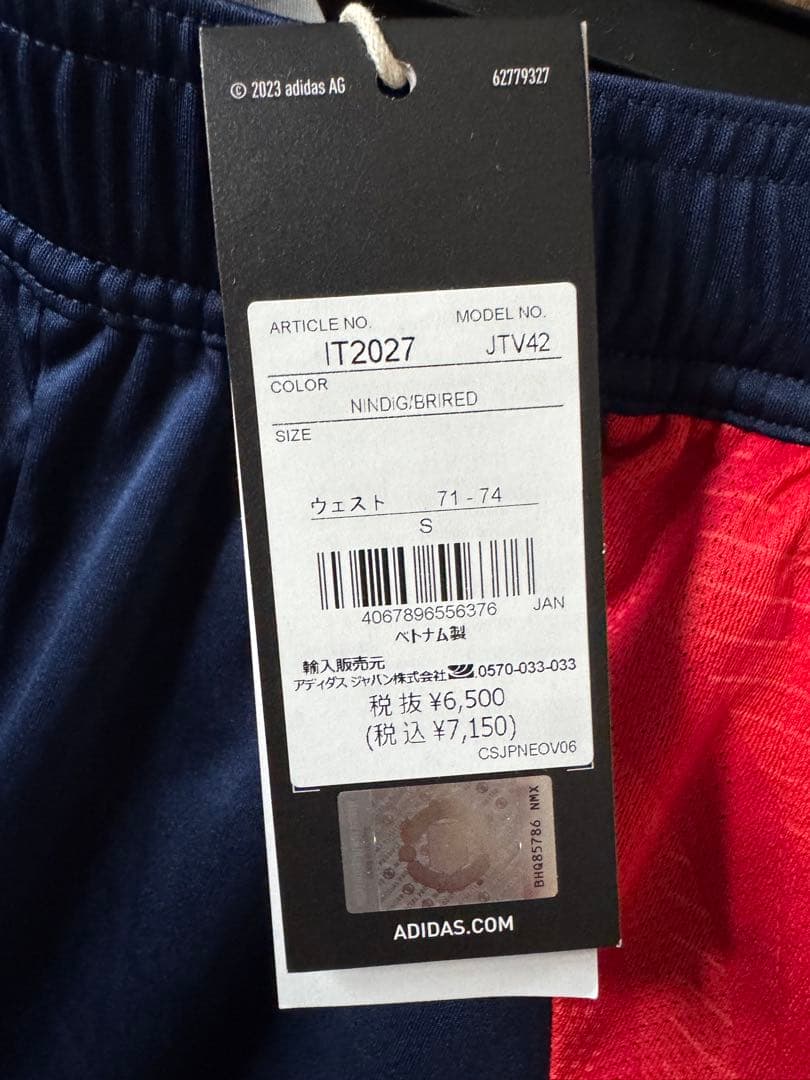 © 2023 adidas AG 62779327
ARTICLE NO. MODEL NO.
IT2027 JTV42
COLOR
NINDIG/BRIRED
SIZE
ウェスト 71 - 74
S
4067896556376 JAN
ベトナム製
輸入販売元
アディダス ジャパン株式会社 0570-033-033
税抜 ¥6,500
(税込 ¥7,150)
CSJPNEOV06
BHQ85786 NMX
ADIDAS.COM